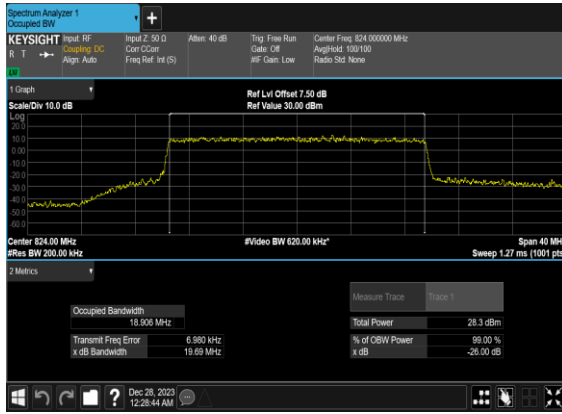 Spectrum Analyzer 1
Occupied BW
+
KEYSIGHT
R T
LU
Input: RF
Coupling: DC
Align: Auto
Input Z: 50 Ω
Corr CCorr
Freq Ref: Int (S)
Atten: 40 dB
Trig: Free Run
Gate: Off
#IF Gain: Low
Center Freq: 824.000000 MHz
Avg|Hold: 100/100
Radio Std: None
1 Graph
Scale/Div 10.0 dB
Ref Lvl Offset 7.50 dB
Ref Value 30.00 dBm
Log
20.0
10.0
0.00
-10.0
-20.0
-30.0
-40.0
-50.0
-60.0
Center 824.00 MHz
#Video BW 620.00 kHz*
Span 40 MH
#Res BW 200.00 kHz
Sweep 1.27 ms (1001 pts
2 Metrics
Measure Trace
Trace 1
Occupied Bandwidth
18.906 MHz
Total Power
28.3 dBm
Transmit Freq Error
6.980 kHz
% of OBW Power
99.00 %
x dB Bandwidth
19.69 MHz
x dB
-26.00 dB
?
Dec 28, 2023
12:28:44 AM